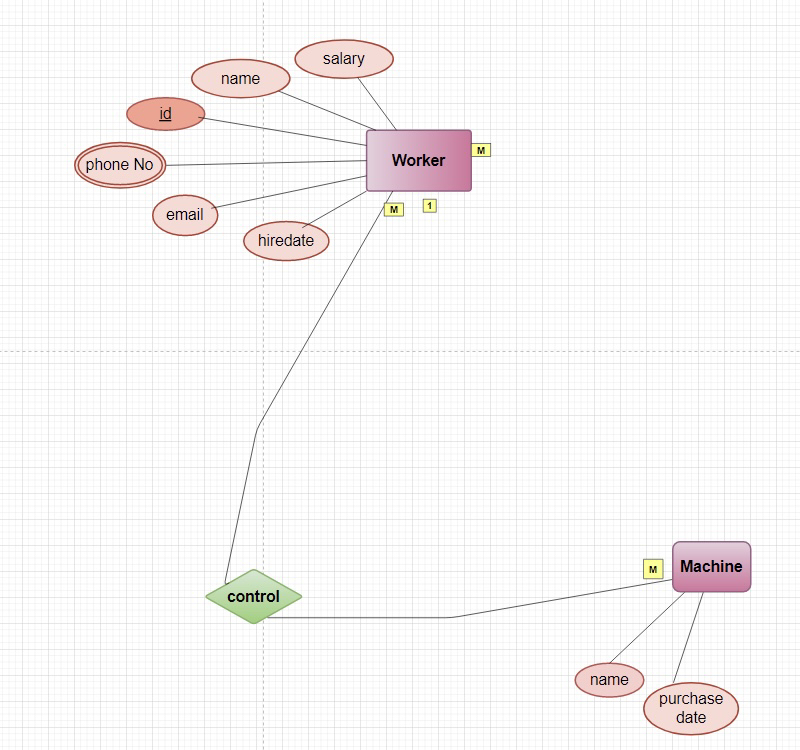 salary
name
id
phone No
Worker
M
email
M
1
hiredate
control
M
Machine
name
purchase
date